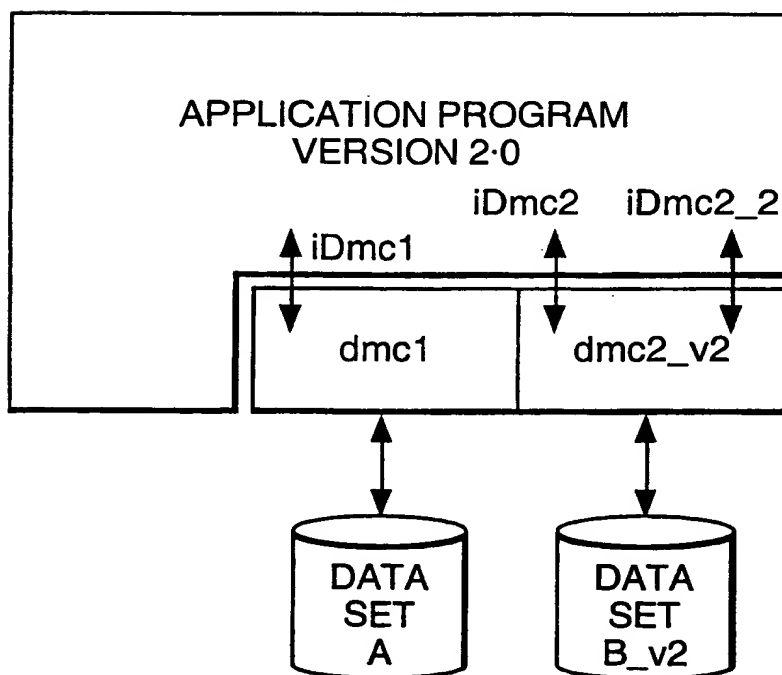 APPLICATION PROGRAM
VERSION 2·0
iDmc2 iDmc2_2
iDmc1
dmc1 dmc2_v2
DATA
SET
A
DATA
SET
B_v2